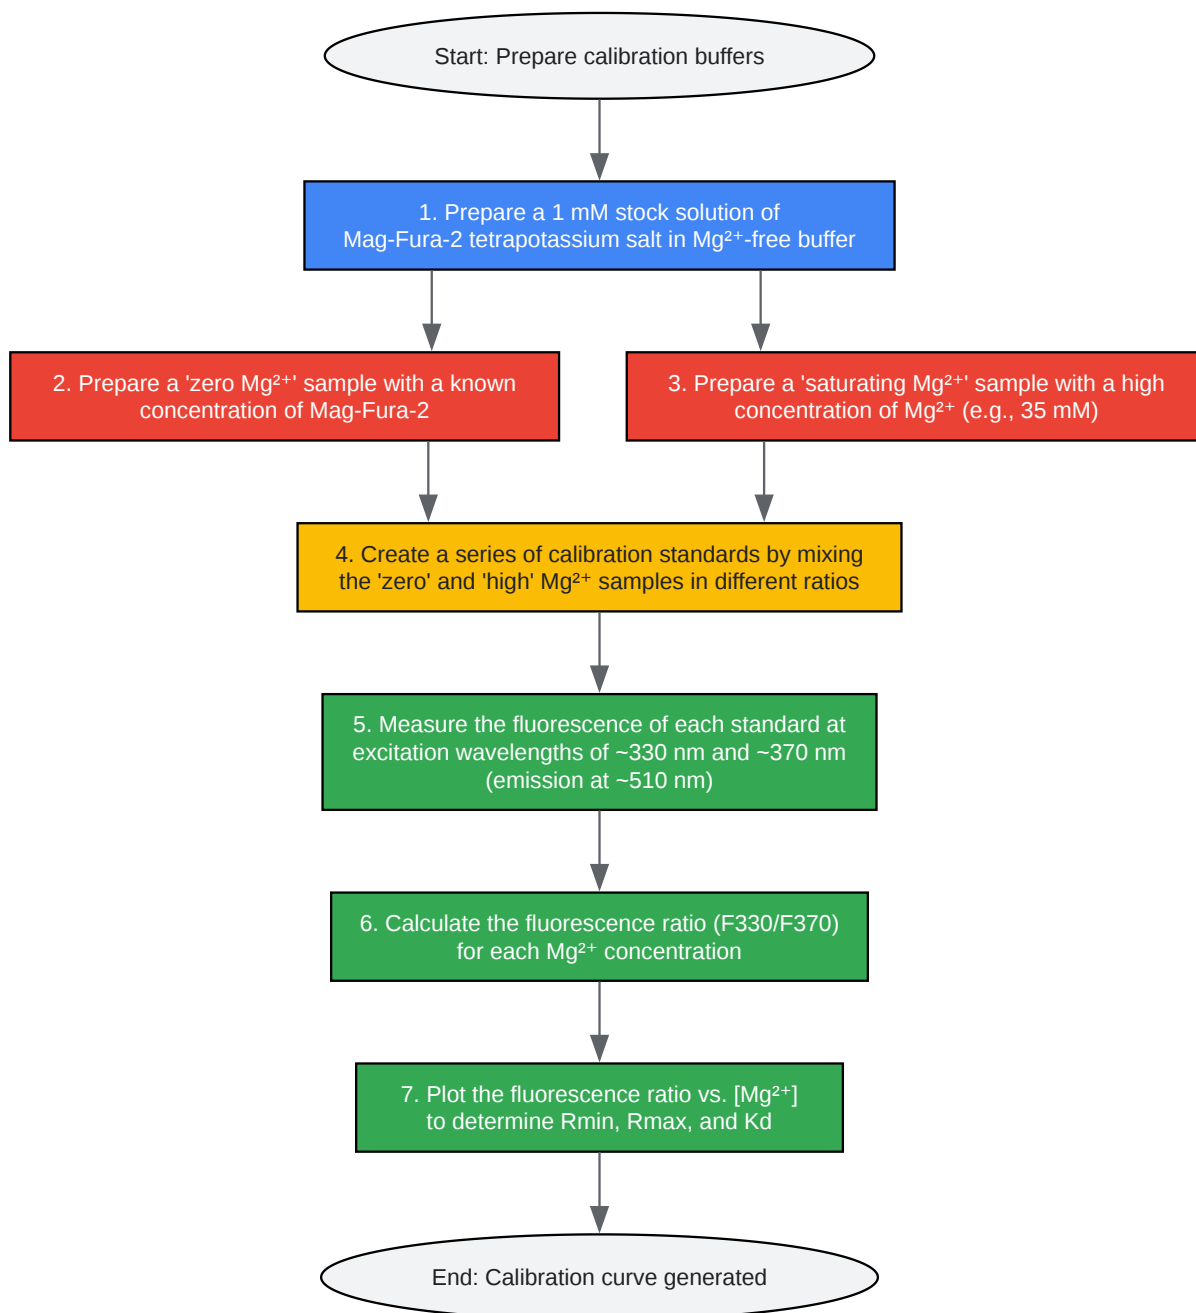 Start: Prepare calibration buffers
1. Prepare a 1 mM stock solution of
Mag-Fura-2 tetrapotassium salt in Mg²⁺-free buffer
2. Prepare a 'zero Mg²⁺' sample with a known
concentration of Mag-Fura-2
3. Prepare a 'saturating Mg²⁺' sample with a high
concentration of Mg²⁺ (e.g., 35 mM)
4. Create a series of calibration standards by mixing
the 'zero' and 'high' Mg²⁺ samples in different ratios
5. Measure the fluorescence of each standard at
excitation wavelengths of ~330 nm and ~370 nm
(emission at ~510 nm)
6. Calculate the fluorescence ratio (F330/F370)
for each Mg²⁺ concentration
7. Plot the fluorescence ratio vs. [Mg²⁺]
to determine Rmin, Rmax, and Kd
End: Calibration curve generated